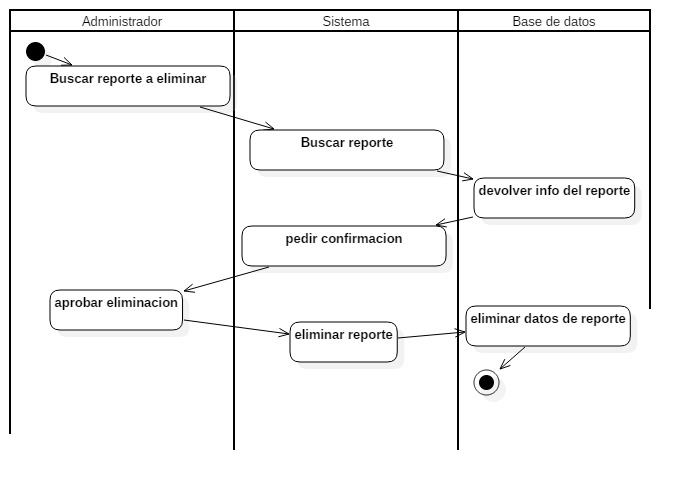 Administrador
Sistema
Base de datos
Buscar reporte a eliminar
Buscar reporte
devolver info del reporte
pedir confirmacion
aprobar eliminacion
eliminar reporte
eliminar datos de reporte